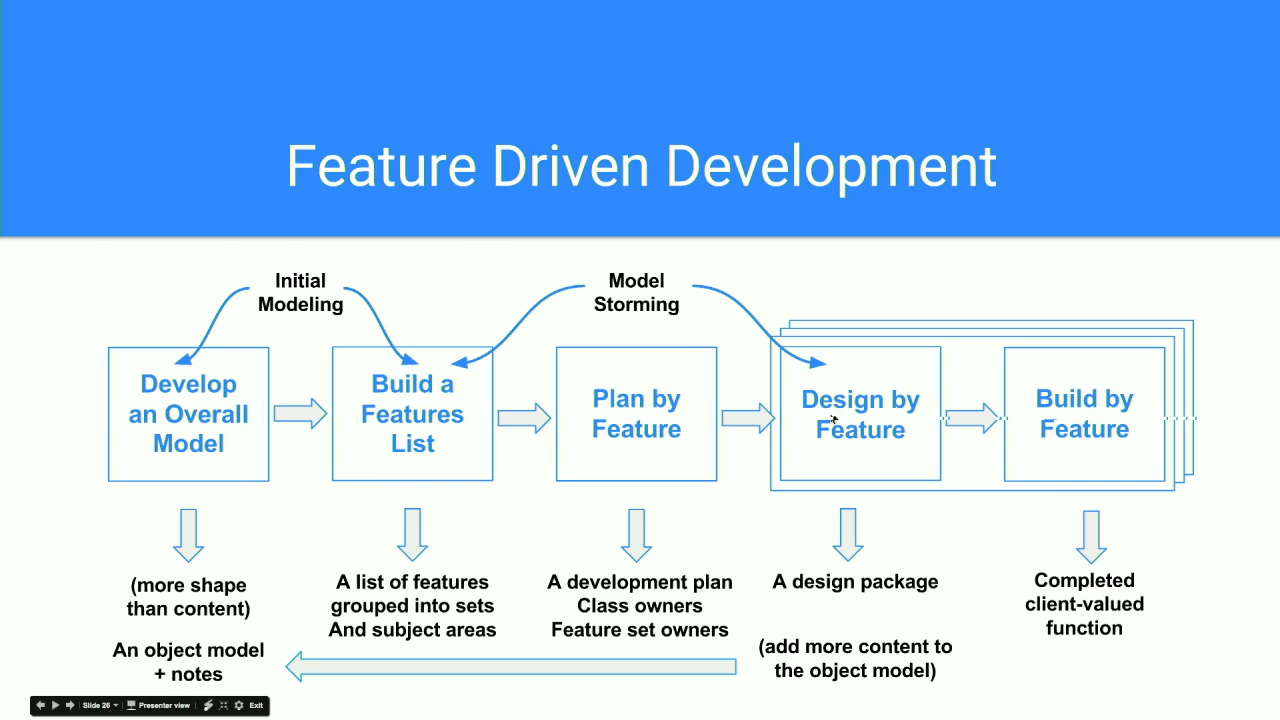 Feature Driven Development
Initial
Modeling
Model
Storming
Develop
an Overall
Model
Build a
Features
List
Plan by
Feature
Design by
Feature
Build by
Feature
(more shape
than content)
An object model
+ notes
A list of features
grouped into sets
And subject areas
A development plan
Class owners
Feature set owners
A design package
(add more content to
the object model)
Completed
client-valued
function
Slide 26
Presenter view
Exit